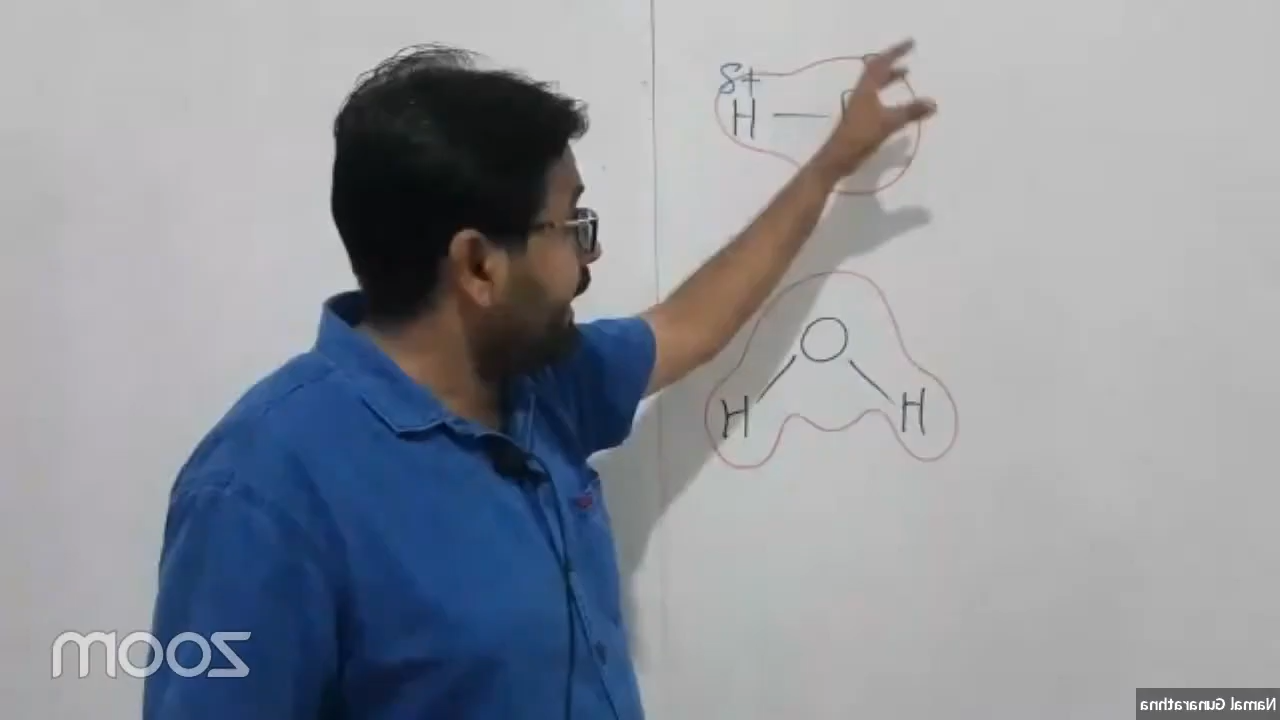 δ+
H —
O
H H
zoom
Namal Gunarathna